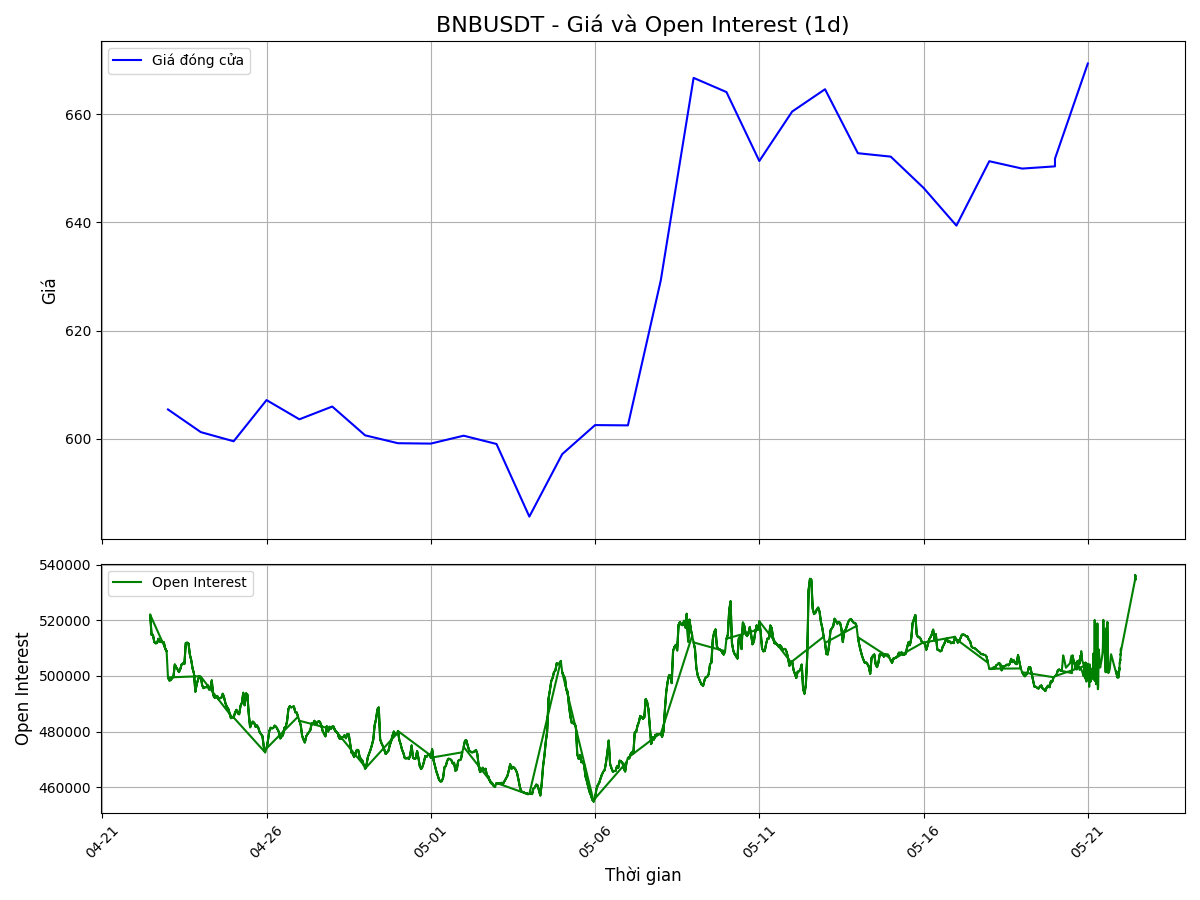 BNBUSDT - Giá và Open Interest (1d)
Giá đóng cửa
660
640
620
600
Giá
Open Interest
540000
520000
500000
480000
460000
Open Interest
04-21
04-26
05-01
05-06
05-11
05-16
05-21
Thời gian